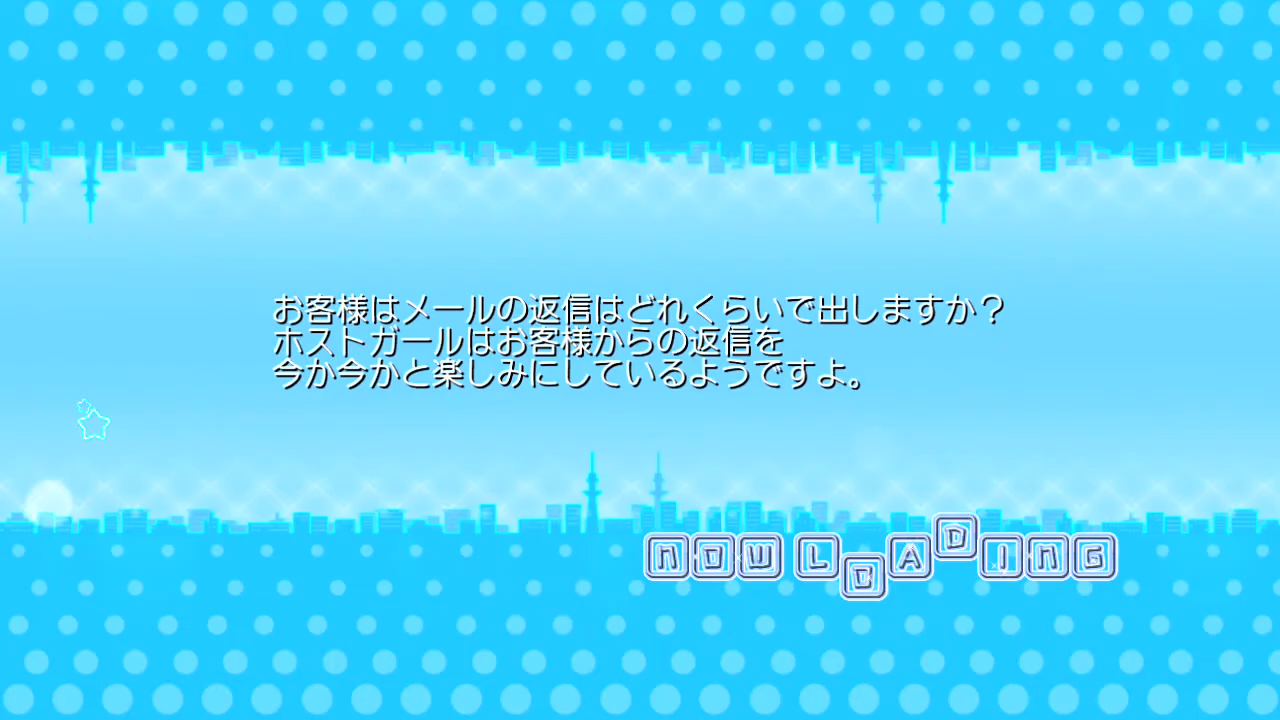 お客様はメールの返信はどれくらいで出しますか？
ホストガールはお客様からの返信を
今か今かと楽しみにしているようですよ。
NOW LOADING